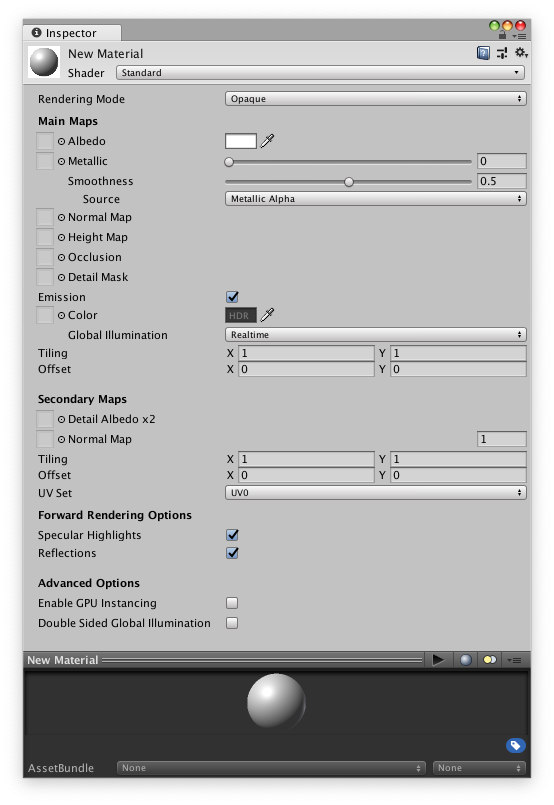 Inspector
New Material
Shader Standard
Rendering Mode Opaque
Main Maps
Albedo
Metallic 0
Smoothness 0.5
Source Metallic Alpha
Normal Map
Height Map
Occlusion
Detail Mask
Emission
Color HDR
Global Illumination Realtime
Tiling X 1 Y 1
Offset X 0 Y 0
Secondary Maps
Detail Albedo x2
Normal Map 1
Tiling X 1 Y 1
Offset X 0 Y 0
UV Set UV0
Forward Rendering Options
Specular Highlights
Reflections
Advanced Options
Enable GPU Instancing
Double Sided Global Illumination
New Material
AssetBundle None None